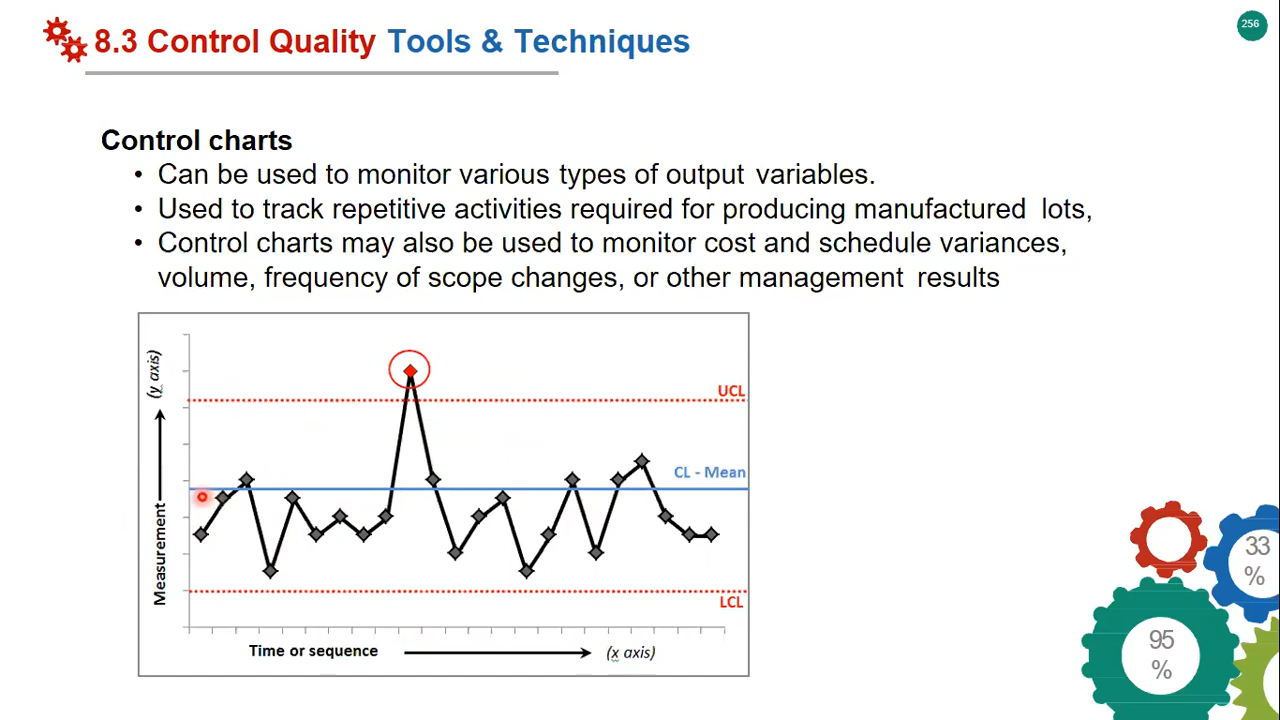 256
8.3 Control Quality Tools & Techniques
Control charts
• Can be used to monitor various types of output variables.
• Used to track repetitive activities required for producing manufactured lots,
• Control charts may also be used to monitor cost and schedule variances,
volume, frequency of scope changes, or other management results
(y axis)
Measurement
UCL
CL - Mean
LCL
Time or sequence
(x axis)
33
%
95
%